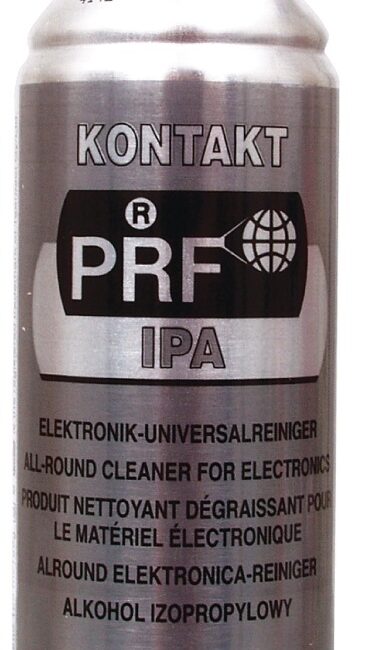 KONTAKT
®
PRF
IPA
ELEKTRONIK-UNIVERSALREINIGER
ALL-ROUND CLEANER FOR ELECTRONICS
PRODUIT NETTOYANT DÉGRAISSANT POUR
LE MATÉRIEL ÉLECTRONIQUE
ALROUND ELEKTRONICA-REINIGER
ALKOHOL IZOPROPYLOWY